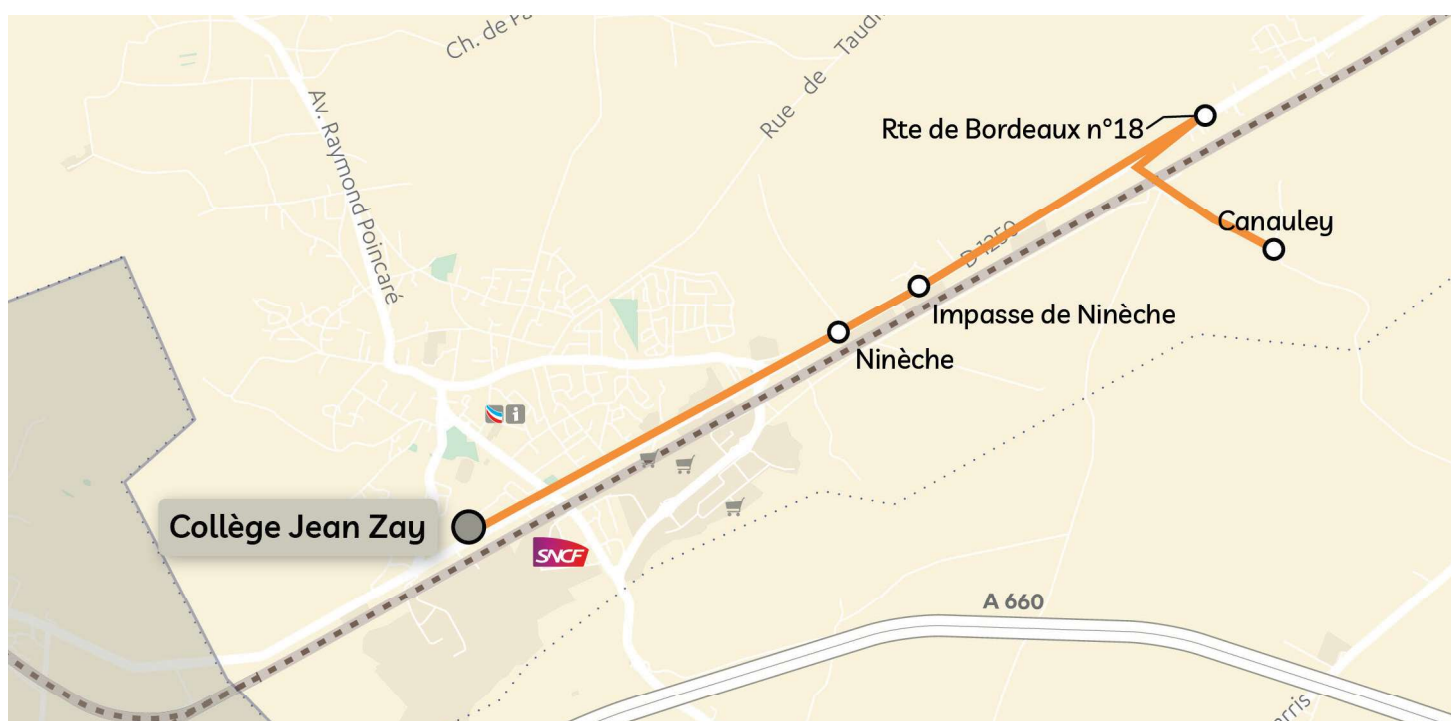 Ch. de
Rue de
Av. Raymond Poincaré
Rte de Bordeaux n°18
Canauley
D 1250
Impasse de Ninèche
Ninèche
i
Collège Jean Zay
SNCF
A 660